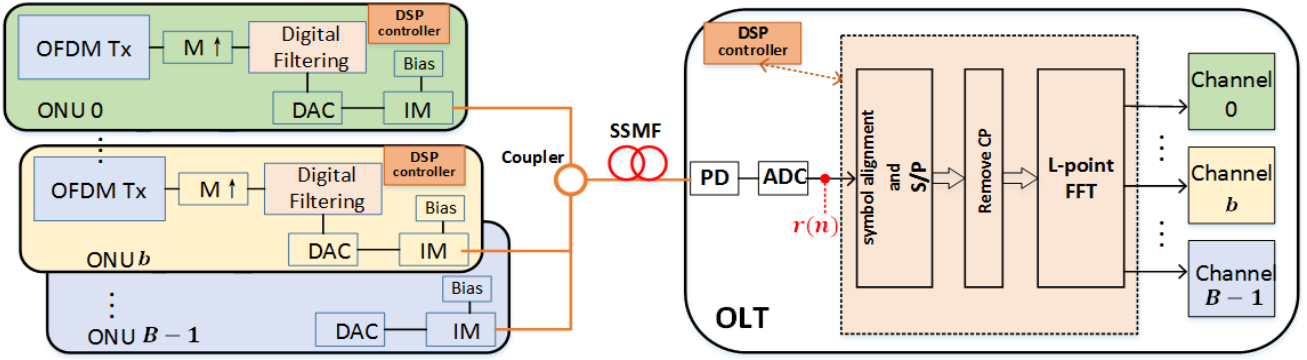 OFDM Tx
M ↑
Digital
Filtering
DSP
controller
Bias
DAC
IM
ONU 0
⋮
OFDM Tx
M ↑
Digital
Filtering
DSP
controller
Bias
DAC
IM
ONU b
⋮
Bias
DAC
IM
ONU B − 1
Coupler
SSMF
OLT
PD
ADC
r(n)
DSP
controller
symbol alignment
and
S/P
Remove CP
L-point
FFT
⋮
⋮
Channel
0
⋮
Channel
b
⋮
Channel
B − 1